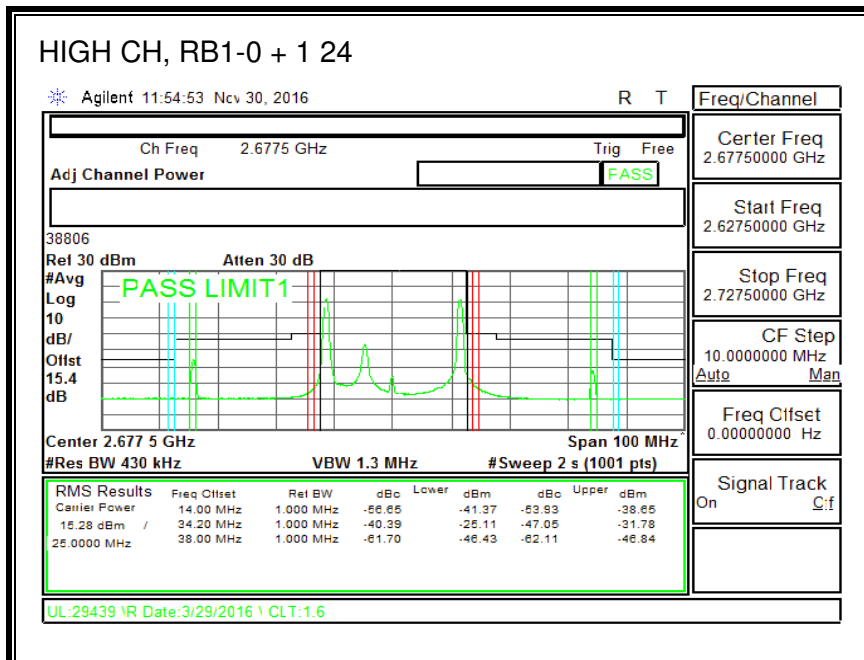 HIGH CH, RB1-0 + 1 24
Agilent 11:54:53 Nov 30, 2016 R T
Ch Freq 2.6775 GHz Trig Free
Adj Channel Power PASS
38806
Ref 30 dBm Atten 30 dB
#Avg
Log
10
dB/
Offst
15.4
dB
PASS LIMIT1
Center 2.677 5 GHz Span 100 MHz^
#Res BW 430 kHz VBW 1.3 MHz #Sweep 2 s (1001 pts)
RMS Results Freq Offset Ref BW dBc Lower dBm dBc Upper dBm
Carrier Power 14.00 MHz 1.000 MHz -56.65 -41.37 -53.93 -38.65
15.28 dBm / 34.20 MHz 1.000 MHz -40.39 -25.11 -47.05 -31.78
25.0000 MHz 38.00 MHz 1.000 MHz -61.70 -46.43 -62.11 -46.84
UL:29439 \R Date:3/29/2016 \ CLT:1.6
Freq/Channel
Center Freq
2.67750000 GHz
Start Freq
2.62750000 GHz
Stop Freq
2.72750000 GHz
CF Step
10.0000000 MHz
Auto Man
Freq Offset
0.00000000 Hz
Signal Track
On Off